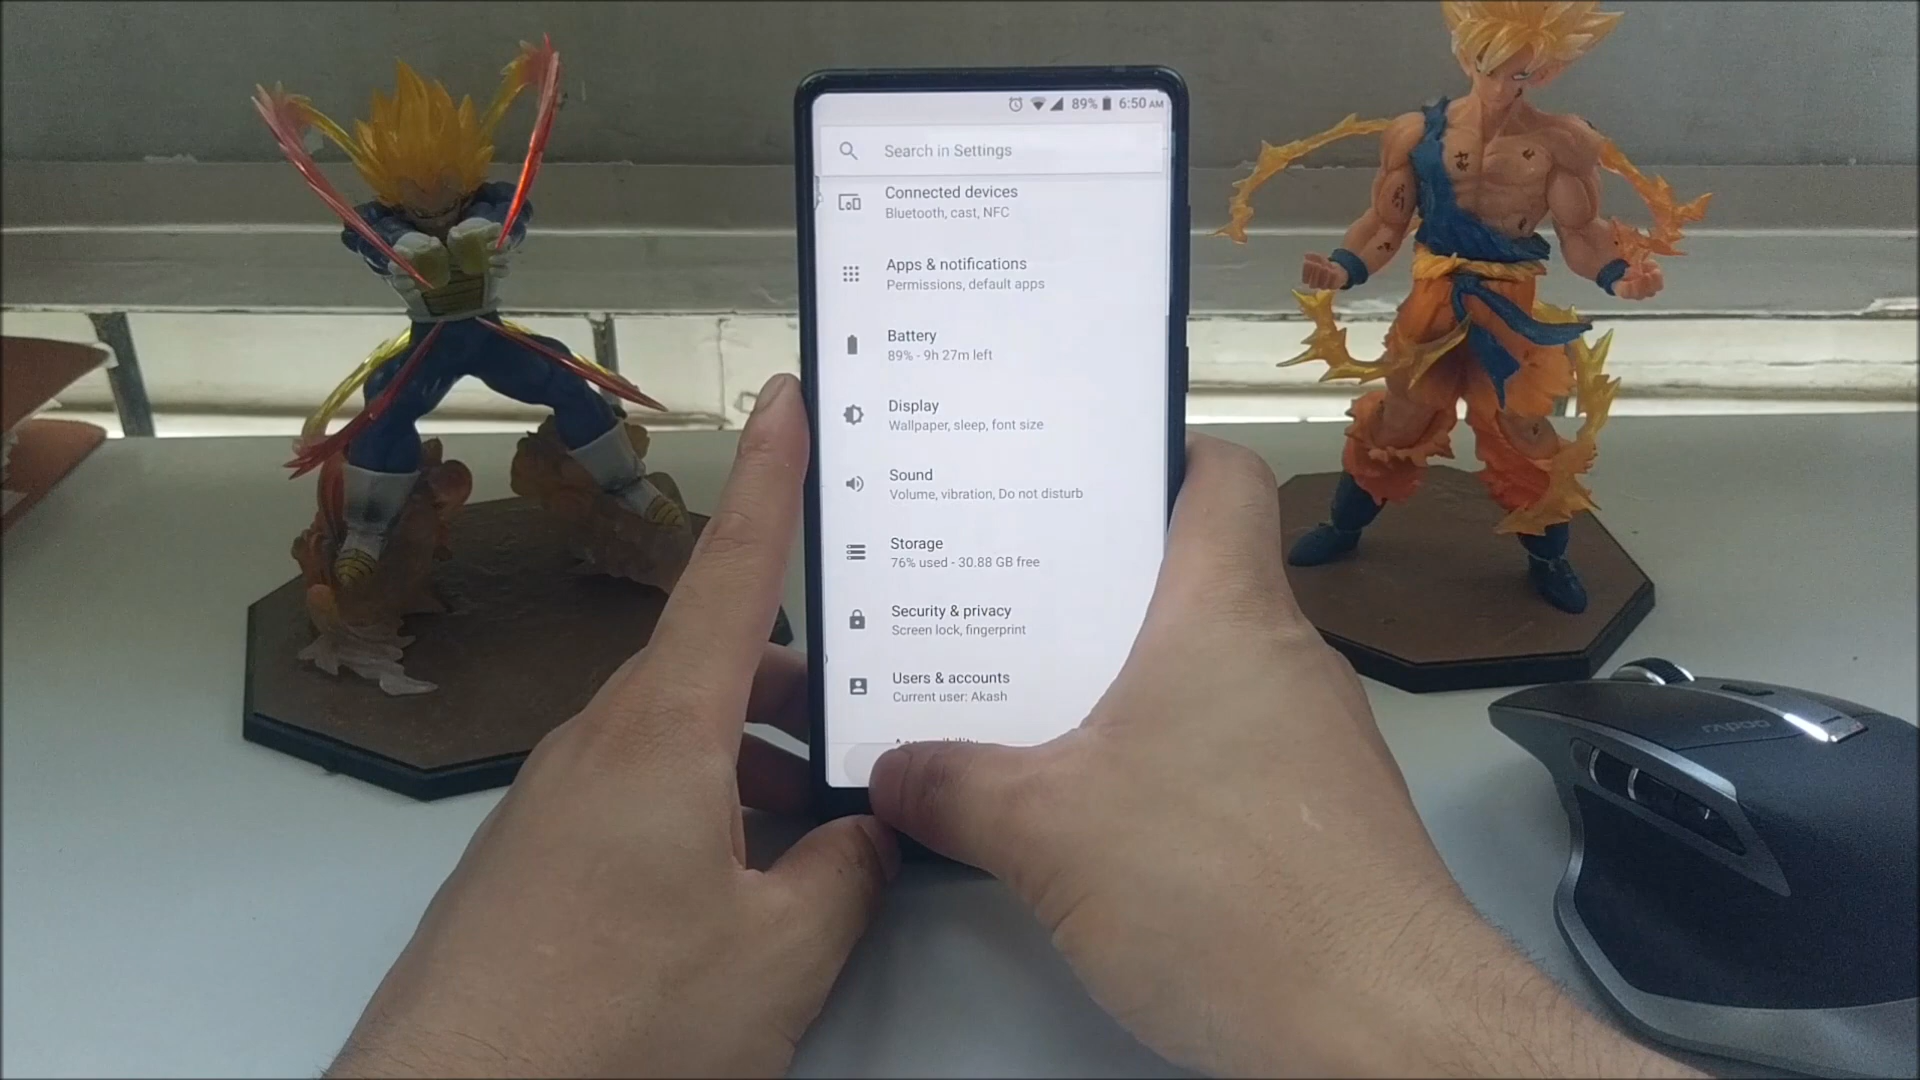 89% 6:50 AM
Search in Settings
Connected devices
Bluetooth, cast, NFC
Apps & notifications
Permissions, default apps
Battery
89% - 9h 27m left
Display
Wallpaper, sleep, font size
Sound
Volume, vibration, Do not disturb
Storage
76% used - 30.88 GB free
Security & privacy
Screen lock, fingerprint
Users & accounts
Current user: Akash
rapoo